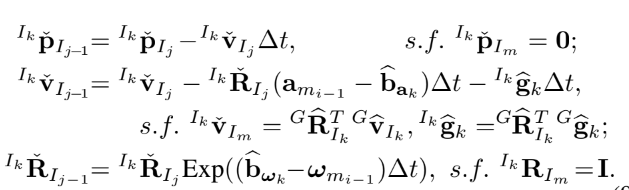 ${}^{I_k}\check{\mathbf{p}}_{I_{j-1}} = {}^{I_k}\check{\mathbf{p}}_{I_j} - {}^{I_k}\check{\mathbf{v}}_{I_j}\Delta t, \quad s.f.\ {}^{I_k}\check{\mathbf{p}}_{I_m} = \mathbf{0};$
${}^{I_k}\check{\mathbf{v}}_{I_{j-1}} = {}^{I_k}\check{\mathbf{v}}_{I_j} - {}^{I_k}\check{\mathbf{R}}_{I_j}(\mathbf{a}_{m_{i-1}} - \widehat{\mathbf{b}}_{\mathbf{a}_k})\Delta t - {}^{I_k}\widehat{\mathbf{g}}_k\Delta t,$
$s.f.\ {}^{I_k}\check{\mathbf{v}}_{I_m} = {}^{G}\widehat{\mathbf{R}}_{I_k}^{T}\,{}^{G}\widehat{\mathbf{v}}_{I_k}, {}^{I_k}\widehat{\mathbf{g}}_k = {}^{G}\widehat{\mathbf{R}}_{I_k}^{T}\,{}^{G}\widehat{\mathbf{g}}_k;$
${}^{I_k}\check{\mathbf{R}}_{I_{j-1}} = {}^{I_k}\check{\mathbf{R}}_{I_j}\mathrm{Exp}((\widehat{\mathbf{b}}_{\boldsymbol{\omega}_k} - \boldsymbol{\omega}_{m_{i-1}})\Delta t),\ s.f.\ {}^{I_k}\mathbf{R}_{I_m} = \mathbf{I}.$